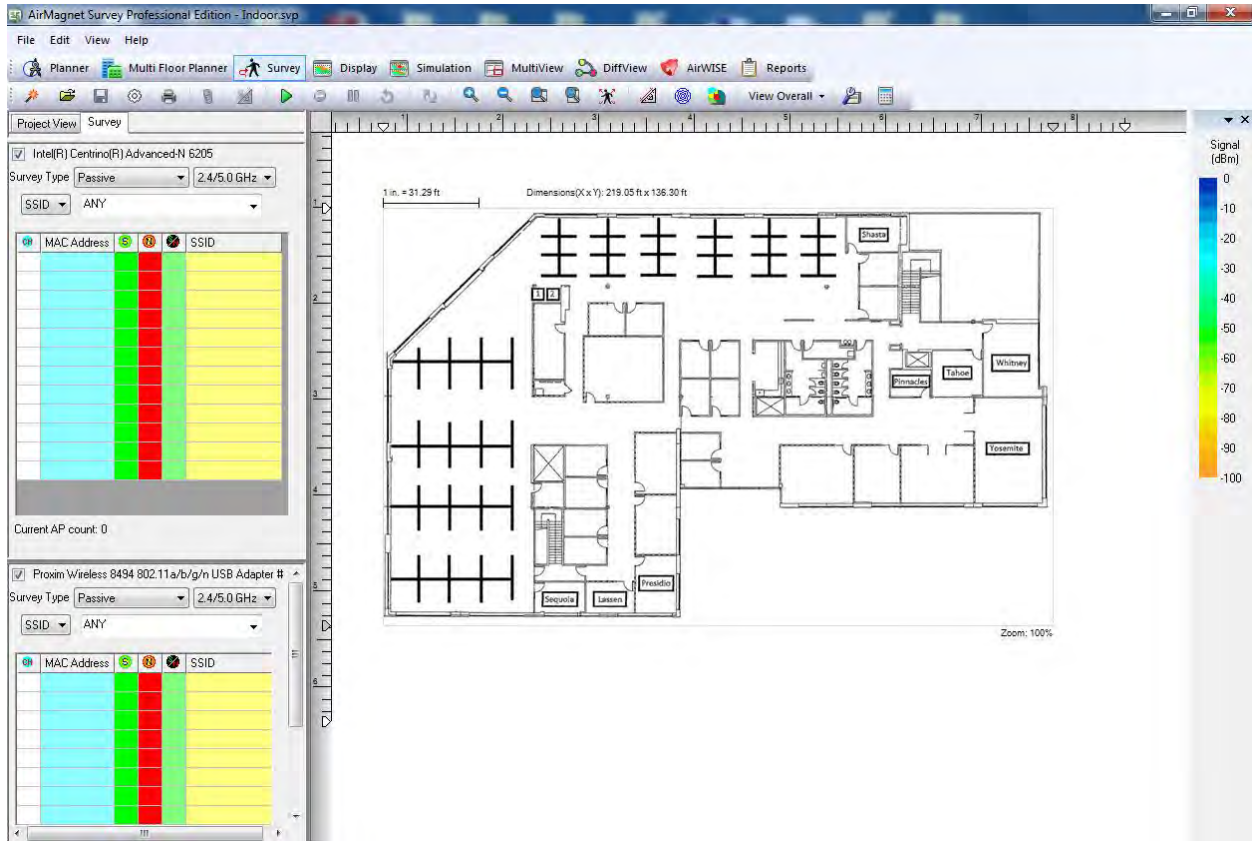 AirMagnet Survey Professional Edition - Indoor.svp
File Edit View Help
Planner Multi Floor Planner Survey Display Simulation MultiView DiffView AirWISE Reports
View Overall
Project View Survey
Intel(R) Centrino(R) Advanced-N 6205
Survey Type Passive 2.4/5.0 GHz
SSID ANY
CH MAC Address S N SSID
Current AP count: 0
Proxim Wireless 8494 802.11a/b/g/n USB Adapter #
Survey Type Passive 2.4/5.0 GHz
SSID ANY
CH MAC Address S N SSID
1 2 3 4 5 6 7 8
1
2
3
4
5
6
1 in. = 31.29 ft Dimensions(X x Y): 219.05 ft x 136.30 ft
Shasta
1 2
Whitney
Tahoe
Pinnacles
Yosemite
Presidio
Sequoia Lassen
Zoom: 100%
Signal
(dBm)
0
-10
-20
-30
-40
-50
-60
-70
-80
-90
-100